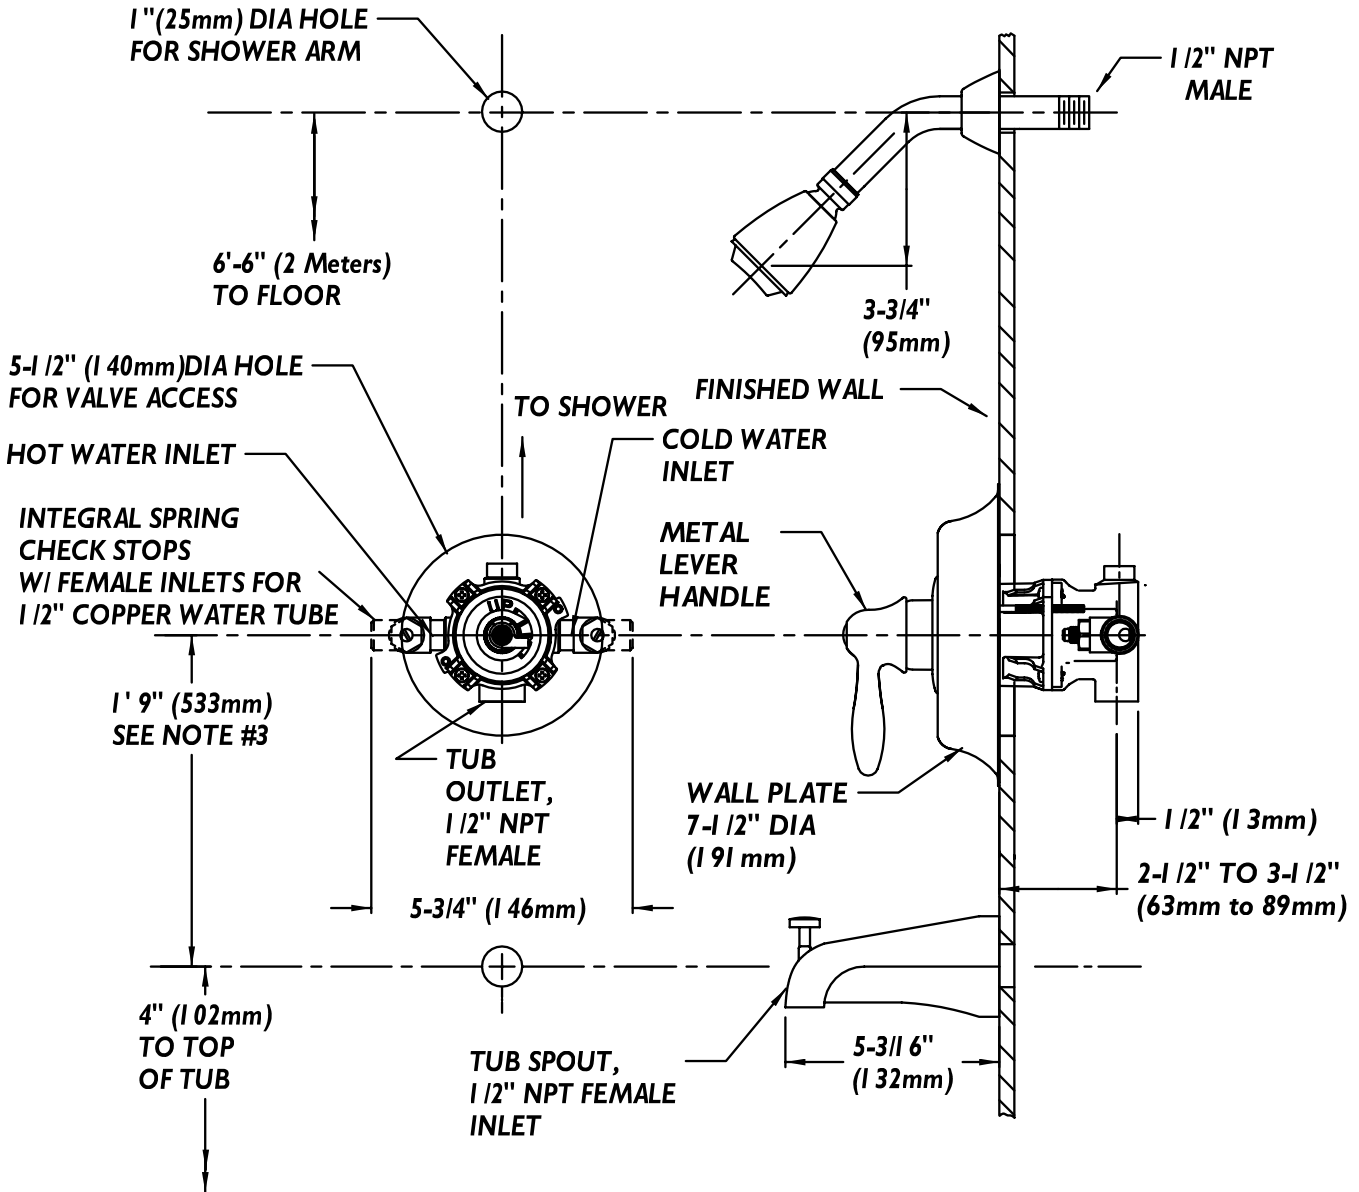 1"(25mm) DIA HOLE
FOR SHOWER ARM
1/2" NPT
MALE
6'-6" (2 Meters)
TO FLOOR
3-3/4"
(95mm)
5-1/2" (140mm)DIA HOLE
FOR VALVE ACCESS
FINISHED WALL
TO SHOWER
HOT WATER INLET
COLD WATER
INLET
INTEGRAL SPRING
CHECK STOPS
W/ FEMALE INLETS FOR
1/2" COPPER WATER TUBE
METAL
LEVER
HANDLE
UP
1' 9" (533mm)
SEE NOTE #3
TUB
OUTLET,
1/2" NPT
FEMALE
WALL PLATE
7-1/2" DIA
(191mm)
1/2" (13mm)
2-1/2" TO 3-1/2"
(63mm to 89mm)
5-3/4" (146mm)
4" (102mm)
TO TOP
OF TUB
TUB SPOUT,
1/2" NPT FEMALE
INLET
5-3/16"
(132mm)